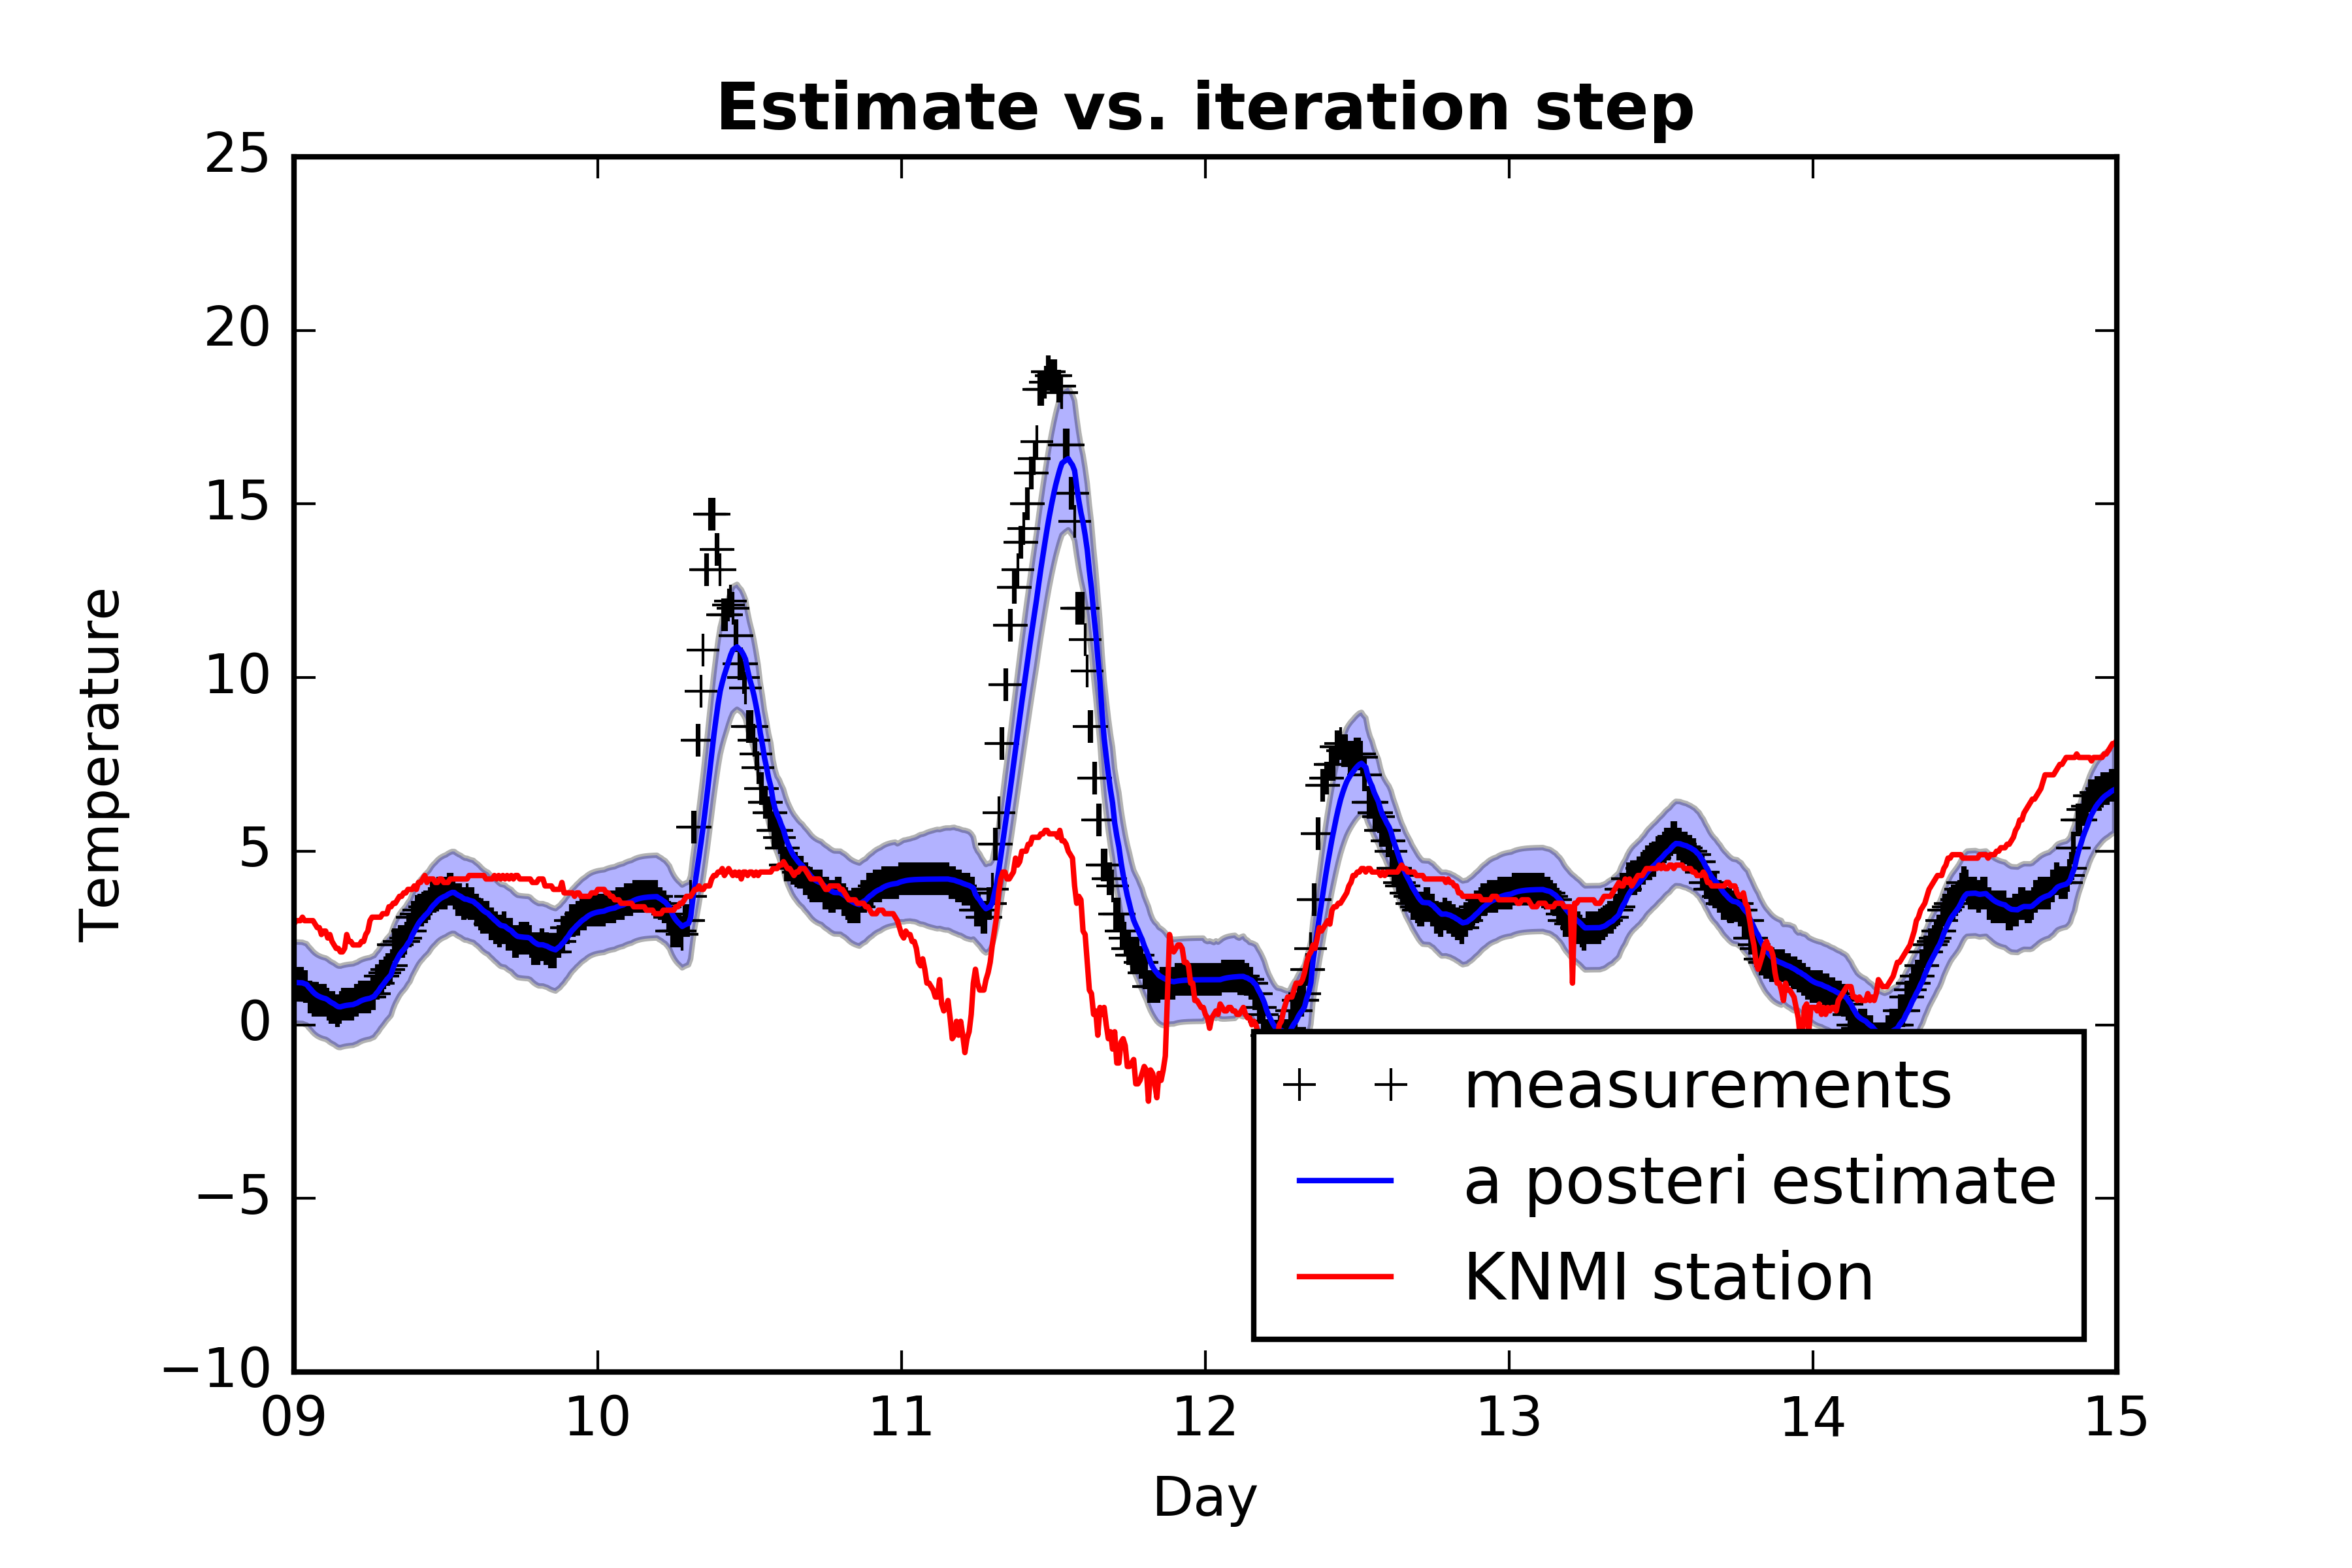 Estimate vs. iteration step
25
20
15
10
5
0
−5
−10
Temperature
09 10 11 12 13 14 15
Day
measurements
a posteri estimate
KNMI station